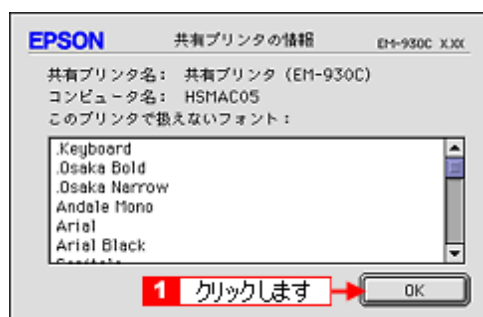 EPSON 共有プリンタの情報 EM-930C X.XX
共有プリンタ名： 共有プリンタ（EM-930C）
コンピュータ名： HSMAC05
このプリンタで扱えないフォント：
.Keyboard
.Osaka Bold
.Osaka Narrow
Andale Mono
Arial
Arial Black
1 クリックします OK